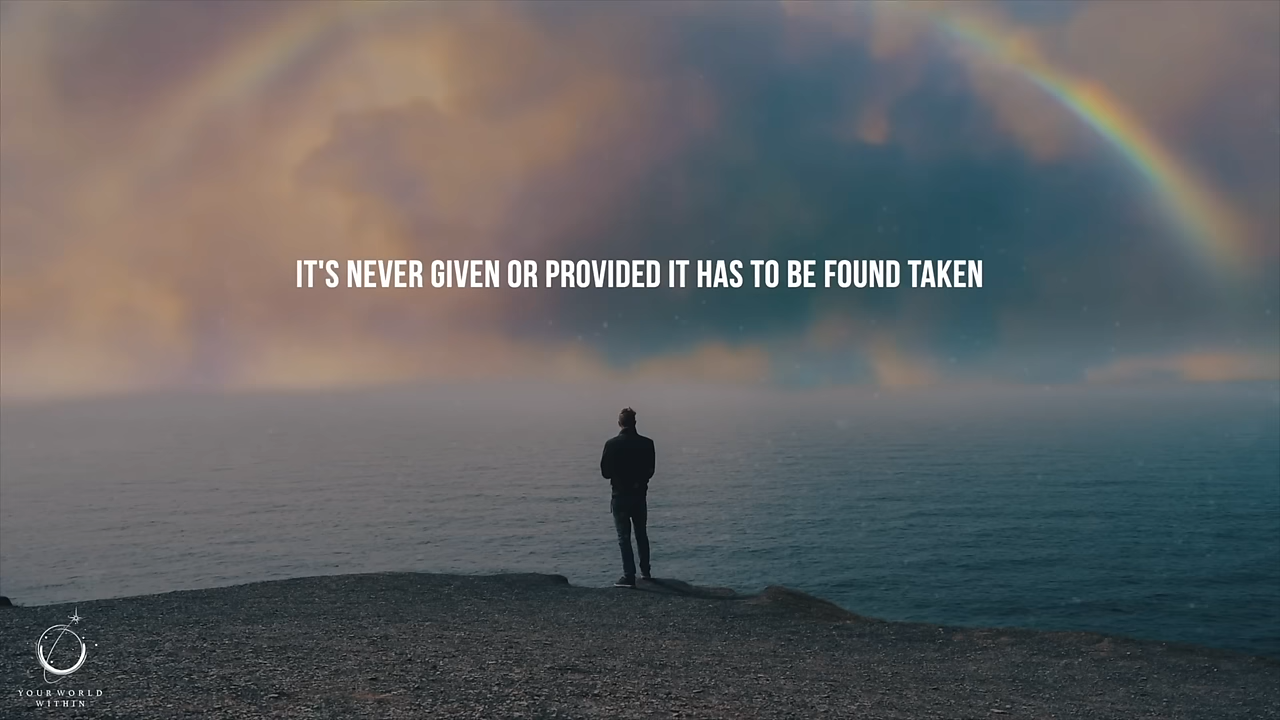 IT'S NEVER GIVEN OR PROVIDED IT HAS TO BE FOUND TAKEN
YOUR WORLD
WITHIN